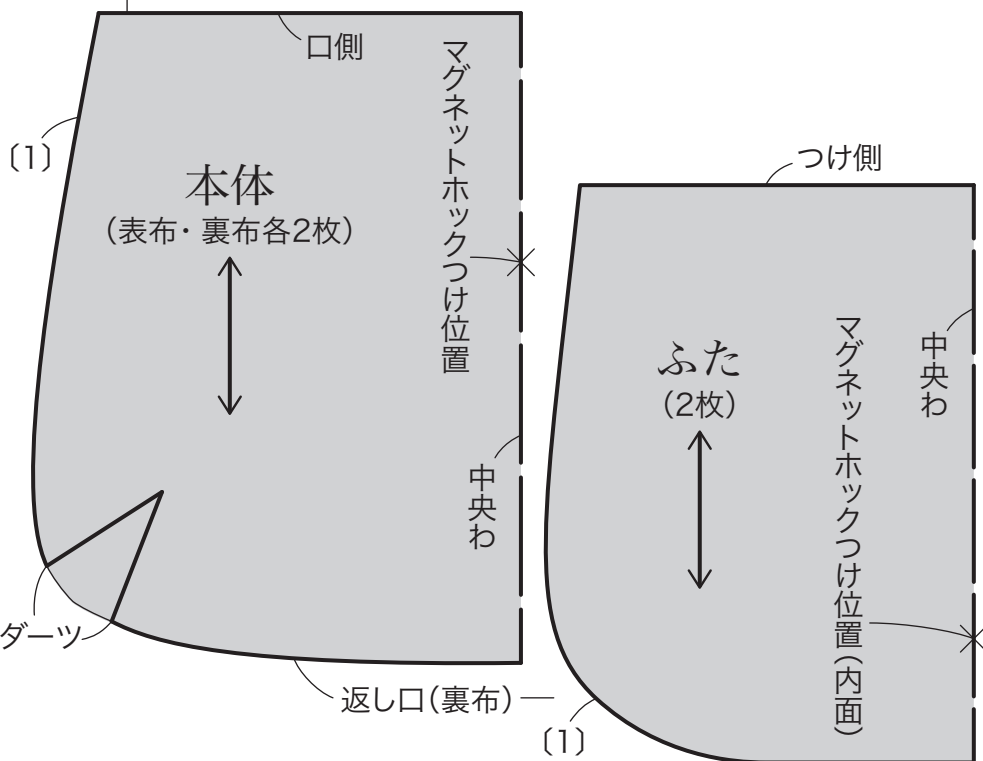 口側
マグネットホックつけ位置
〔1〕
本体
（表布・裏布各2枚）
中央わ
ダーツ
返し口（裏布）
つけ側
ふた
（2枚）
マグネットホックつけ位置（内面）
中央わ
〔1〕